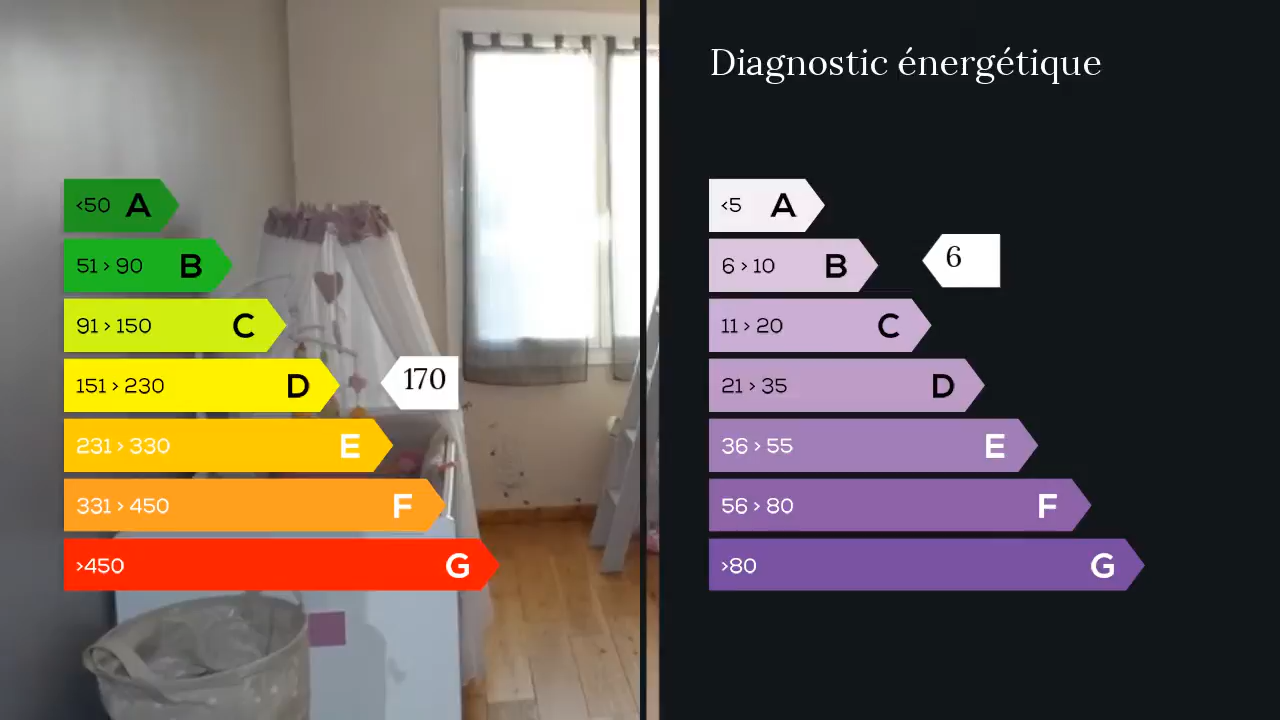 Diagnostic énergétique
<50 A
51 > 90 B
91 > 150 C
151 > 230 D
170
231 > 330 E
331 > 450 F
>450 G
<5 A
6 > 10 B
6
11 > 20 C
21 > 35 D
36 > 55 E
56 > 80 F
>80 G